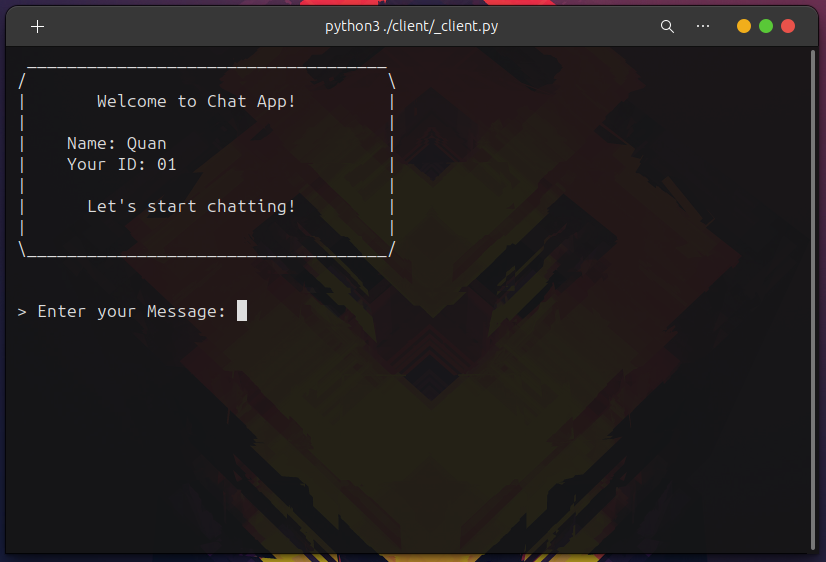 python3 ./client/_client.py
Welcome to Chat App!
Name: Quan
Your ID: 01
Let's start chatting!
> Enter your Message: